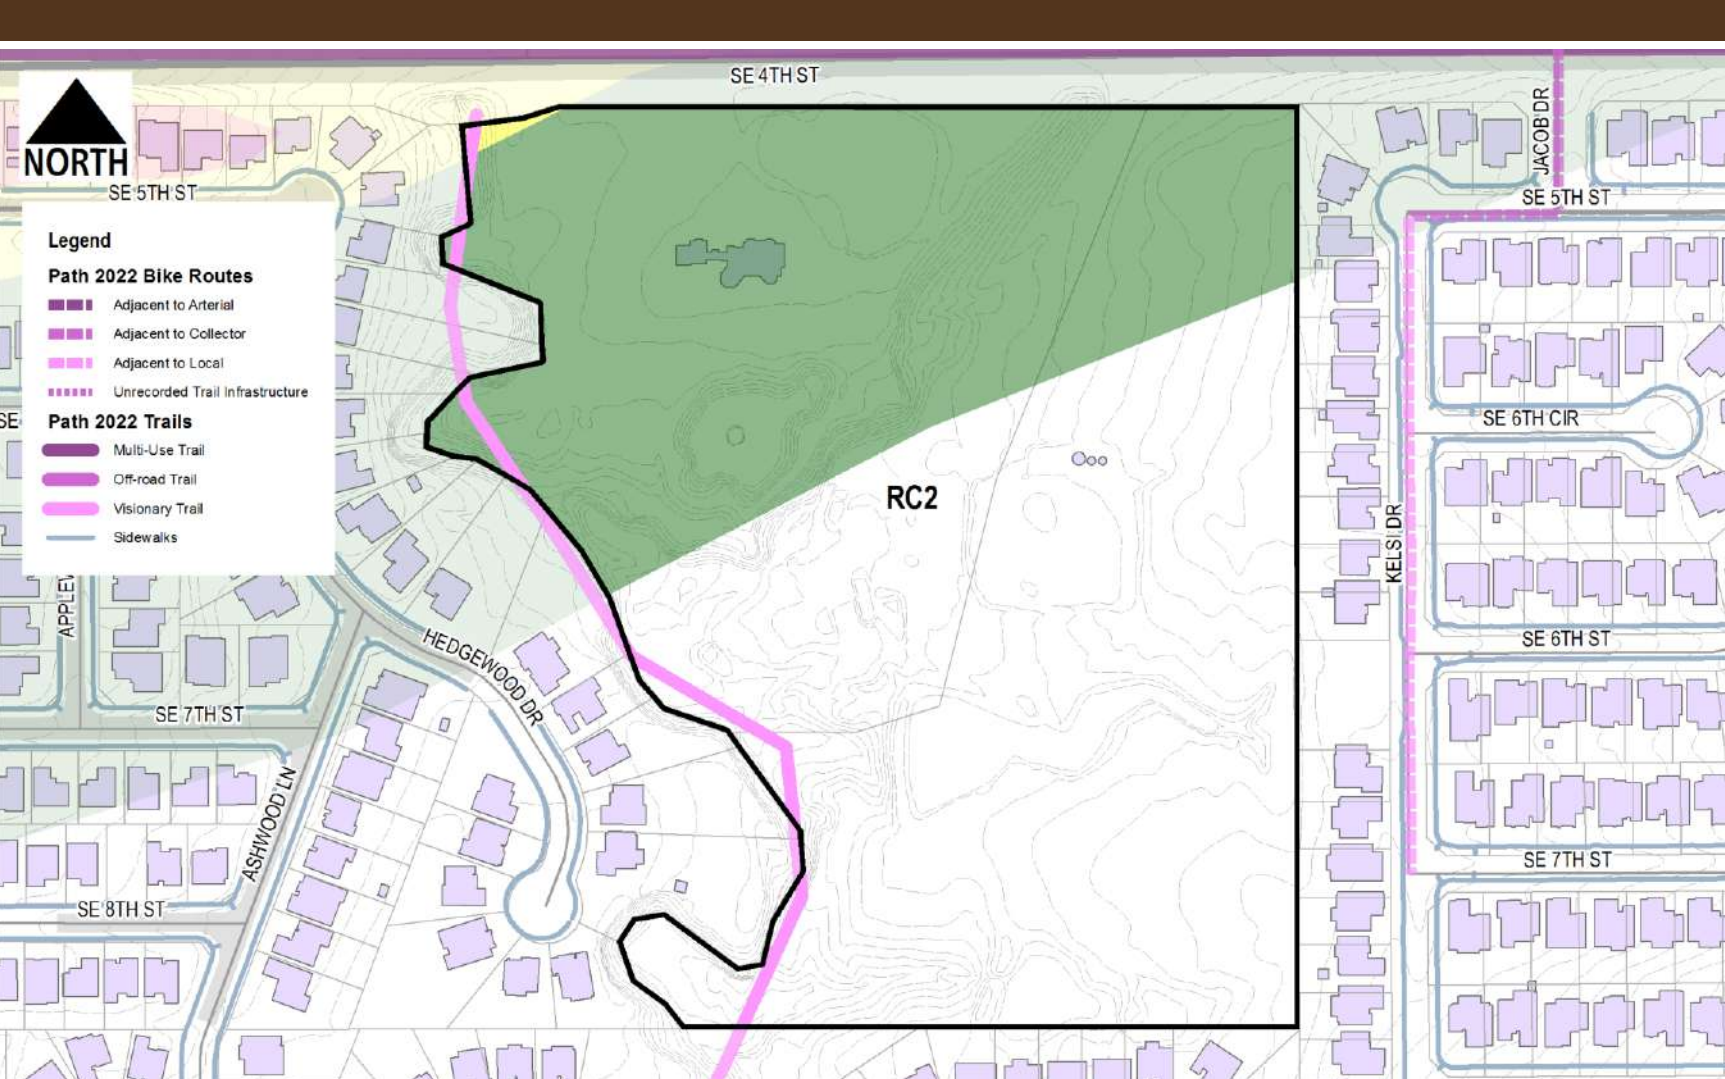 SE 4TH ST
NORTH
SE 5TH ST
JACOB DR
SE 5TH ST
Legend
Path 2022 Bike Routes
Adjacent to Arterial
Adjacent to Collector
Adjacent to Local
Unrecorded Trail Infrastructure
Path 2022 Trails
Multi-Use Trail
Off-road Trail
Visionary Trail
Sidewalks
SE
SE 6TH CIR
RC2
KELSI DR
HEDGEWOOD DR
SE 6TH ST
SE 7TH ST
ASHWOOD LN
SE 7TH ST
SE 8TH ST